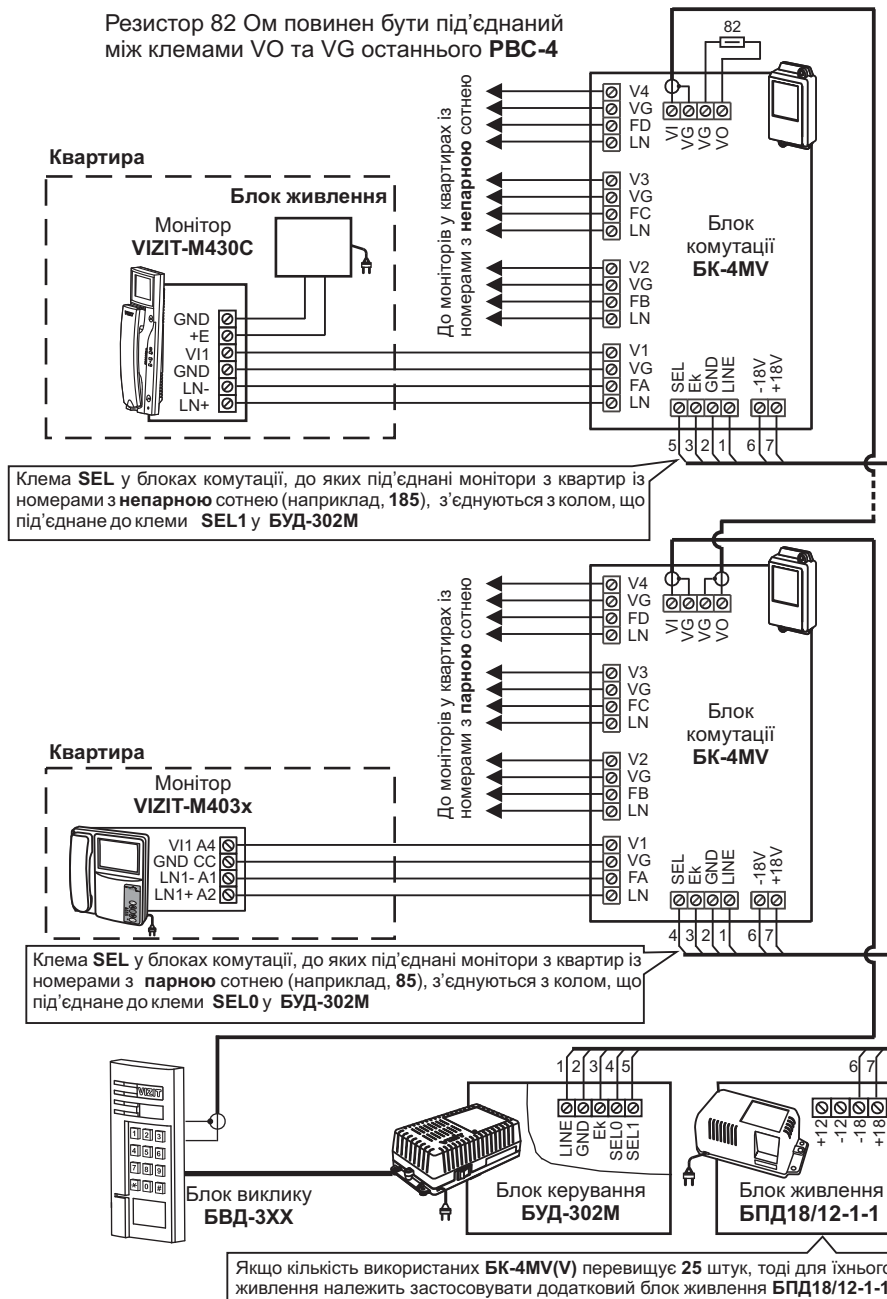 Резистор 82 Ом повинен бути під’єднаний
між клемами VO та VG останнього РВС-4
82
V4
VG
FD
LN
VI
VG
VG
VO
До моніторів у квартирах із
номерами з непарною сотнею
V3
VG
FC
LN
Блок
комутації
БК-4MV
V2
VG
FB
LN
V1
VG
FA
LN
SEL
Ek
GND
LINE
-18V
+18V
5
3
2
1
6
7
Квартира
Блок живлення
Монітор
VIZIT-M430C
GND
+E
VI1
GND
LN-
LN+
Клема SEL у блоках комутації, до яких під’єднані монітори з квартир із
номерами з непарною сотнею (наприклад, 185), з’єднуються з колом, що
під’єднане до клеми SEL1 у БУД-302М
V4
VG
FD
LN
VI
VG
VG
VO
До моніторів у квартирах із
номерами з парною сотнею
V3
VG
FC
LN
Блок
комутації
БК-4MV
V2
VG
FB
LN
V1
VG
FA
LN
SEL
Ek
GND
LINE
-18V
+18V
4
3
2
1
6
7
Квартира
Монітор
VIZIT-M403x
VI1 A4
GND CC
LN1- A1
LN1+ A2
Клема SEL у блоках комутації, до яких під’єднані монітори з квартир із
номерами з парною сотнею (наприклад, 85), з’єднуються з колом, що
під’єднане до клеми SEL0 у БУД-302М
VIZIT
1 2 3
4 5 6
7 8 9
* 0 #
Блок виклику
БВД-3ХХ
1
2
3
4
5
LINE
GND
Ek
SEL0
SEL1
Блок керування
БУД-302М
6
7
+12
-12
-18
+18
Блок живлення
БПД18/12-1-1
Якщо кількість використаних БК-4MV(V) перевищує 25 штук, тоді для їхнього
живлення належить застосовувати додатковий блок живлення БПД18/12-1-1